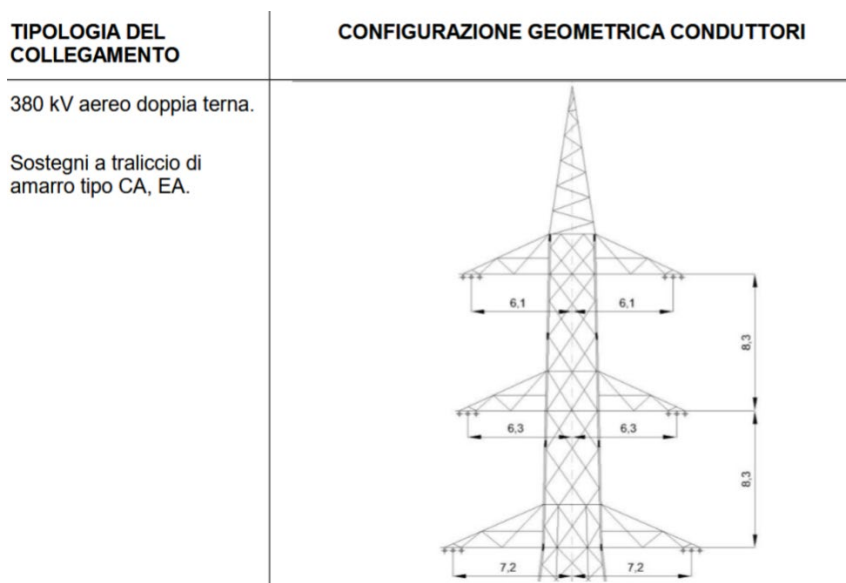 TIPOLOGIA DEL
COLLEGAMENTO
CONFIGURAZIONE GEOMETRICA CONDUTTORI
380 kV aereo doppia terna.
Sostegni a traliccio di
amarro tipo CA, EA.
6,1 6,1
8,3
6,3 6,3
8,3
7,2 7,2